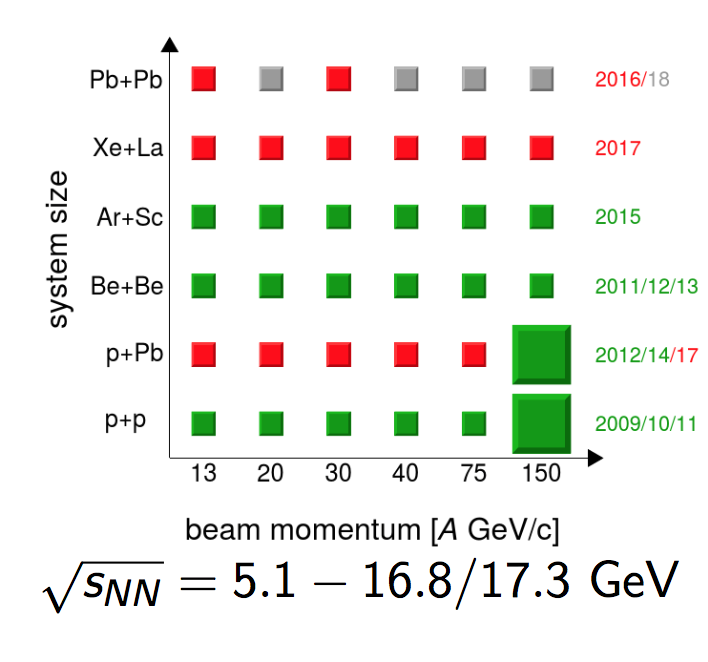 system size
Pb+Pb 2016/18
Xe+La 2017
Ar+Sc 2015
Be+Be 2011/12/13
p+Pb 2012/14/17
p+p 2009/10/11
13 20 30 40 75 150
beam momentum [A GeV/c]
√sNN = 5.1 – 16.8/17.3 GeV